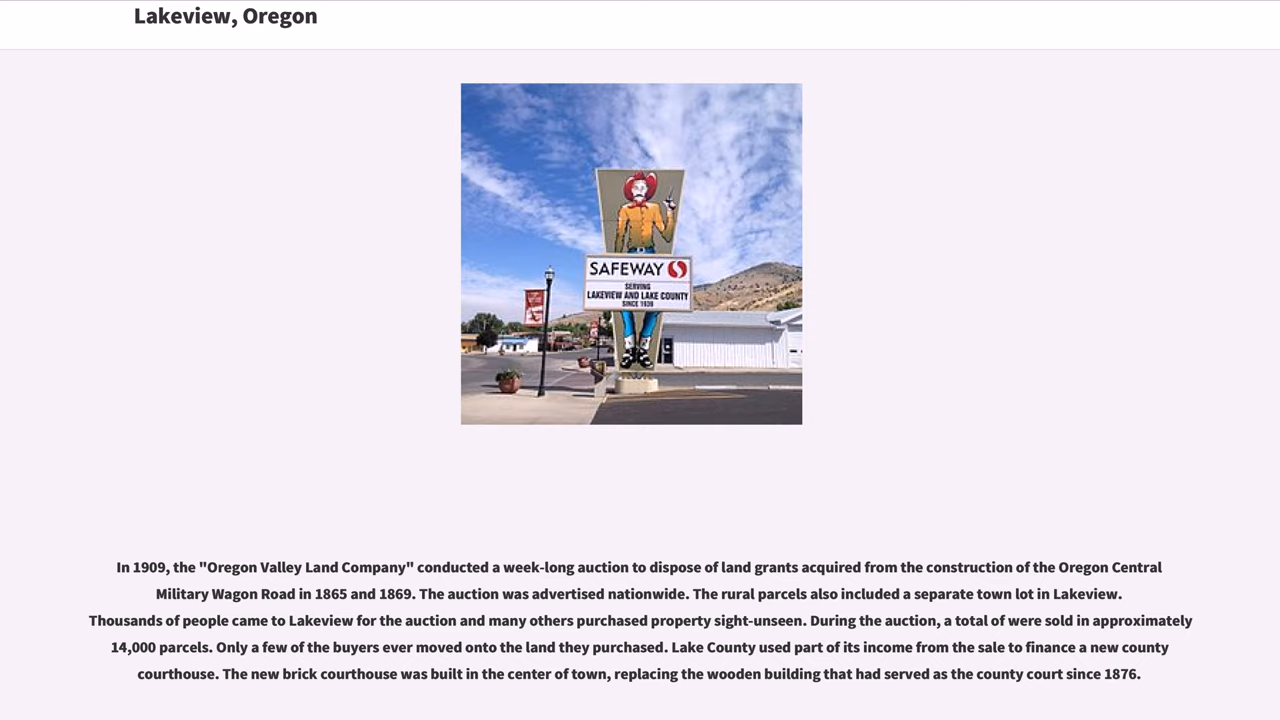 Lakeview, Oregon
SAFEWAY
SERVING
LAKEVIEW AND LAKE COUNTY
SINCE 1939
In 1909, the "Oregon Valley Land Company" conducted a week-long auction to dispose of land grants acquired from the construction of the Oregon Central
Military Wagon Road in 1865 and 1869. The auction was advertised nationwide. The rural parcels also included a separate town lot in Lakeview.
Thousands of people came to Lakeview for the auction and many others purchased property sight-unseen. During the auction, a total of were sold in approximately
14,000 parcels. Only a few of the buyers ever moved onto the land they purchased. Lake County used part of its income from the sale to finance a new county
courthouse. The new brick courthouse was built in the center of town, replacing the wooden building that had served as the county court since 1876.